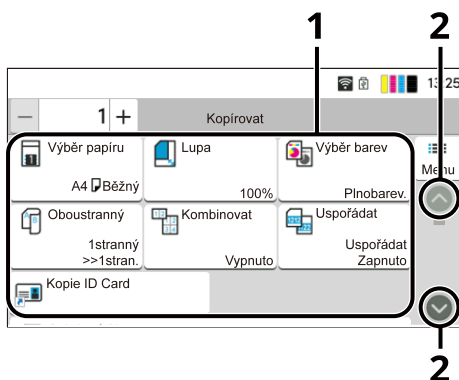 1 2
13:25
− 1 + Kopírovat
Výběr papíru Lupa Výběr barev
Menu
A4 Běžný 100% Plnobarev.
Oboustranný Kombinovat Uspořádat
1stranný Uspořádat
>>1stran. Vypnuto Zapnuto
Kopie ID Card
2